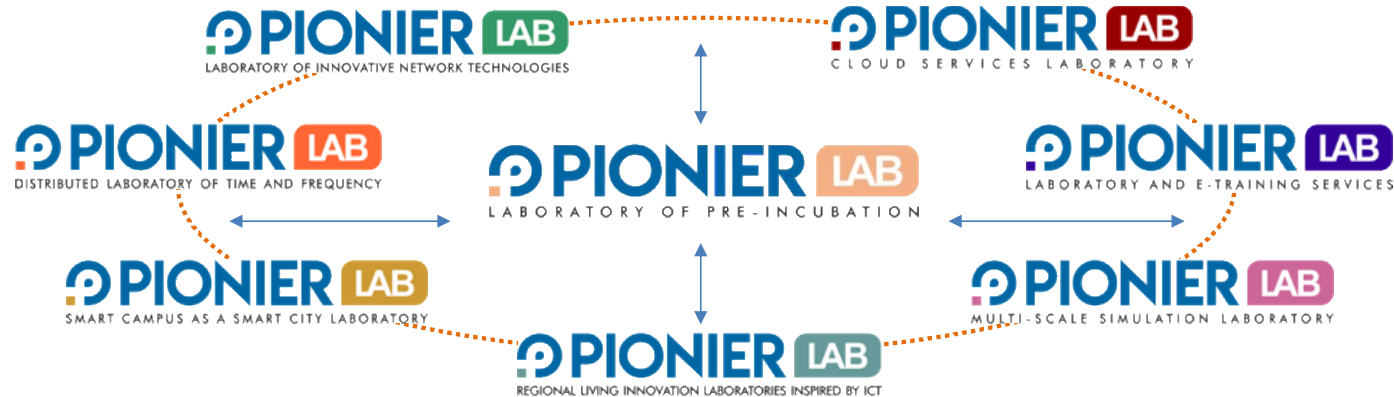 PIONIER LAB
LABORATORY OF INNOVATIVE NETWORK TECHNOLOGIES
PIONIER LAB
CLOUD SERVICES LABORATORY
PIONIER LAB
DISTRIBUTED LABORATORY OF TIME AND FREQUENCY
PIONIER LAB
LABORATORY OF PRE-INCUBATION
PIONIER LAB
LABORATORY AND E-TRAINING SERVICES
PIONIER LAB
SMART CAMPUS AS A SMART CITY LABORATORY
PIONIER LAB
MULTI-SCALE SIMULATION LABORATORY
PIONIER LAB
REGIONAL LIVING INNOVATION LABORATORIES INSPIRED BY ICT